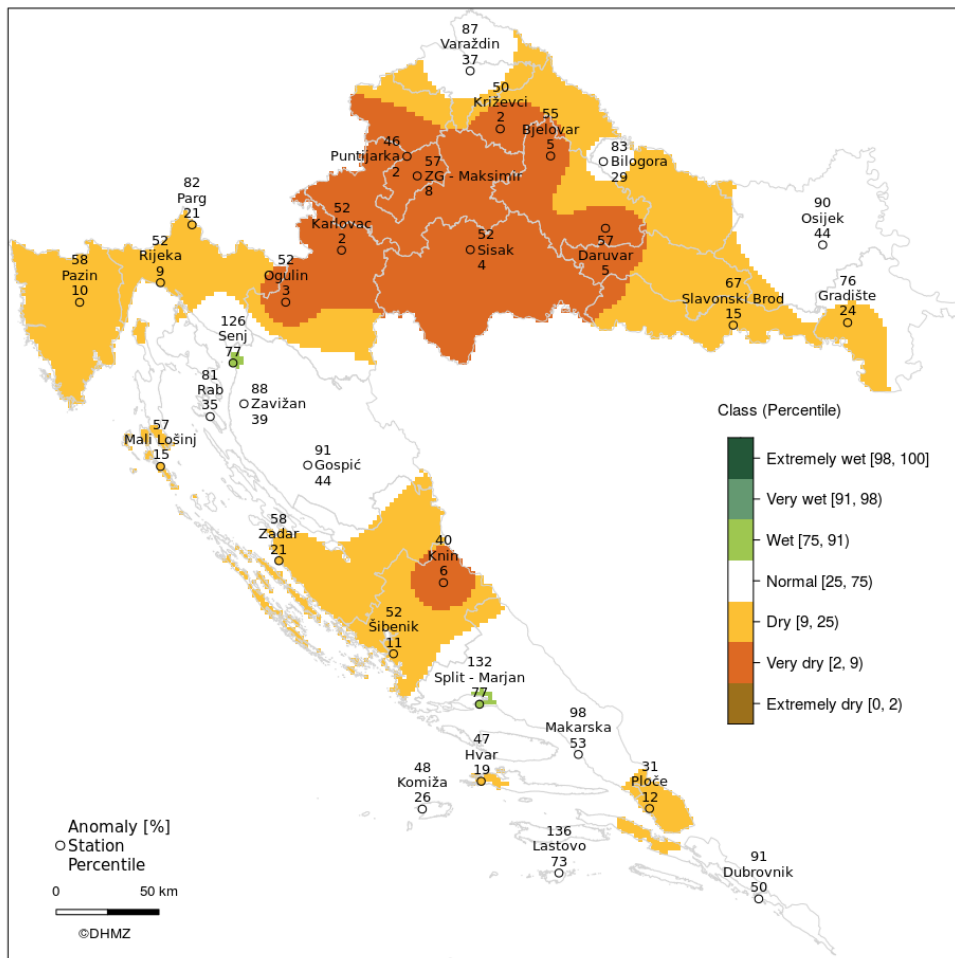 87
Varaždin
37
50
Križevci
2
55
Bjelovar
5
46
Puntijarka
2
57
ZG - Maksimir
8
83
Bilogora
29
82
Parg
21
52
Karlovac
2
52
Sisak
4
57
Daruvar
5
90
Osijek
44
58
Pazin
10
52
Rijeka
9
52
Ogulin
3
67
Slavonski Brod
15
76
Gradište
24
126
Senj
77
81
Rab
35
88
Zavižan
39
57
Mali Lošinj
15
91
Gospić
44
58
Zadar
21
40
Knin
6
52
Šibenik
11
132
Split - Marjan
77
98
Makarska
53
47
Hvar
19
48
Komiža
26
31
Ploče
12
136
Lastovo
73
91
Dubrovnik
50
Class (Percentile)
Extremely wet [98, 100]
Very wet [91, 98)
Wet [75, 91)
Normal [25, 75)
Dry [9, 25)
Very dry [2, 9)
Extremely dry [0, 2)
Anomaly [%]
Station
Percentile
0 50 km
©DHMZ